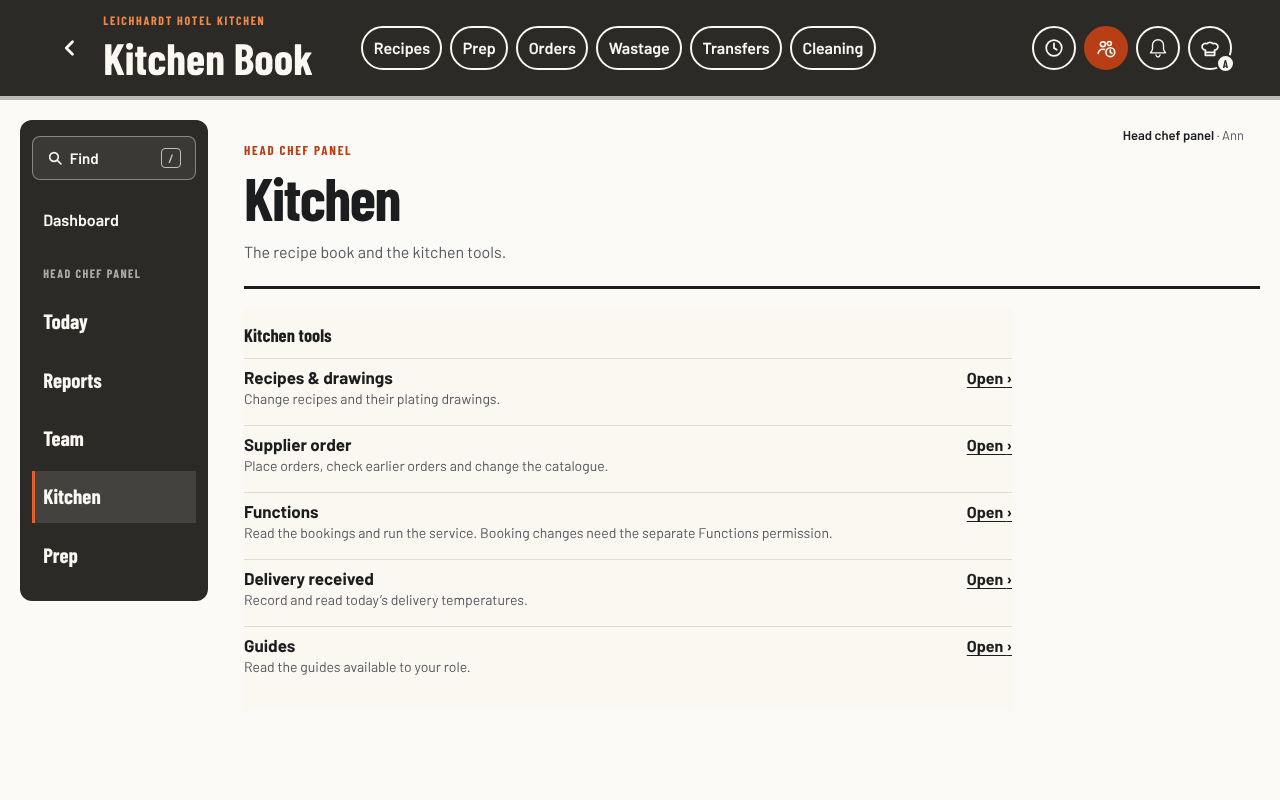 LEICHHARDT HOTEL KITCHEN
Kitchen Book
Recipes
Prep
Orders
Wastage
Transfers
Cleaning
A
Find
/
Dashboard
HEAD CHEF PANEL
Today
Reports
Team
Kitchen
Prep
Head chef panel · Ann
HEAD CHEF PANEL
Kitchen
The recipe book and the kitchen tools.
Kitchen tools
Recipes & drawings
Open ›
Change recipes and their plating drawings.
Supplier order
Open ›
Place orders, check earlier orders and change the catalogue.
Functions
Open ›
Read the bookings and run the service. Booking changes need the separate Functions permission.
Delivery received
Open ›
Record and read today’s delivery temperatures.
Guides
Open ›
Read the guides available to your role.